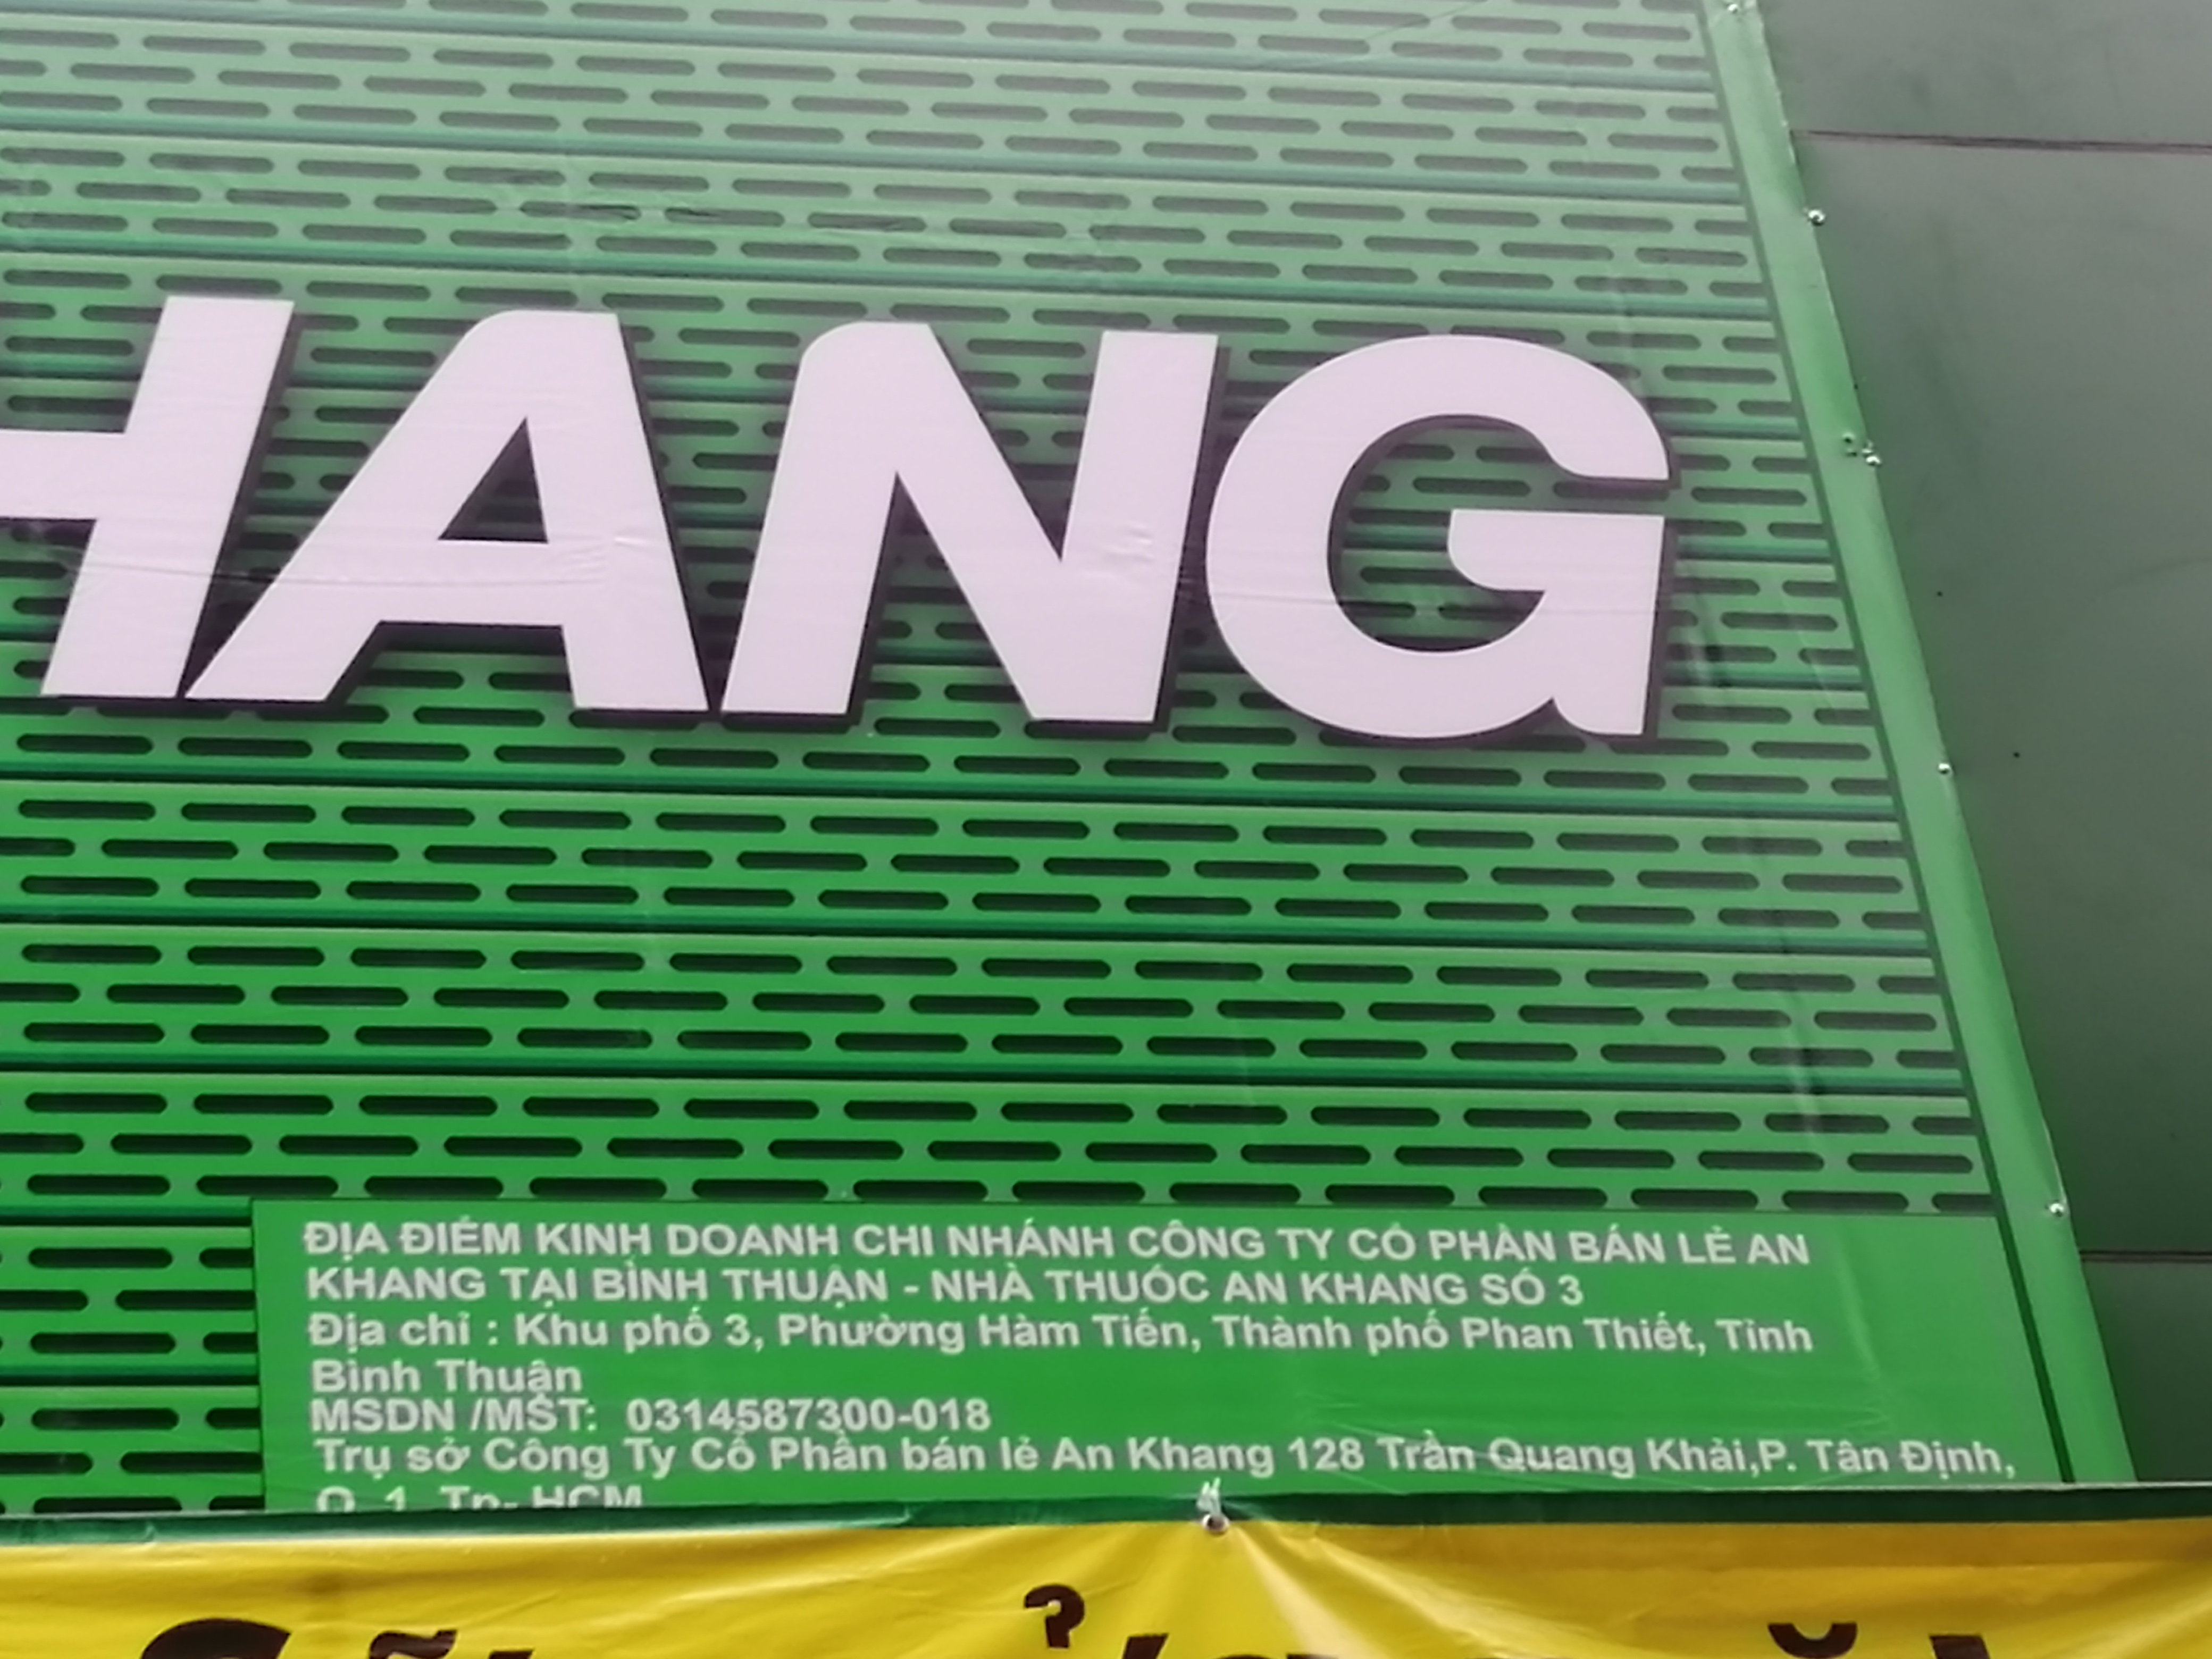 HANG
ĐỊA ĐIỂM KINH DOANH CHI NHÁNH CÔNG TY CỔ PHẦN BÁN LẺ AN
KHANG TẠI BÌNH THUẬN - NHÀ THUỐC AN KHANG SỐ 3
Địa chỉ : Khu phố 3, Phường Hàm Tiến, Thành phố Phan Thiết, Tỉnh
Bình Thuận
MSDN /MST: 0314587300-018
Trụ sở Công Ty Cổ Phần bán lẻ An Khang 128 Trần Quang Khải,P. Tân Định,
Q. 1, Tp- HCM